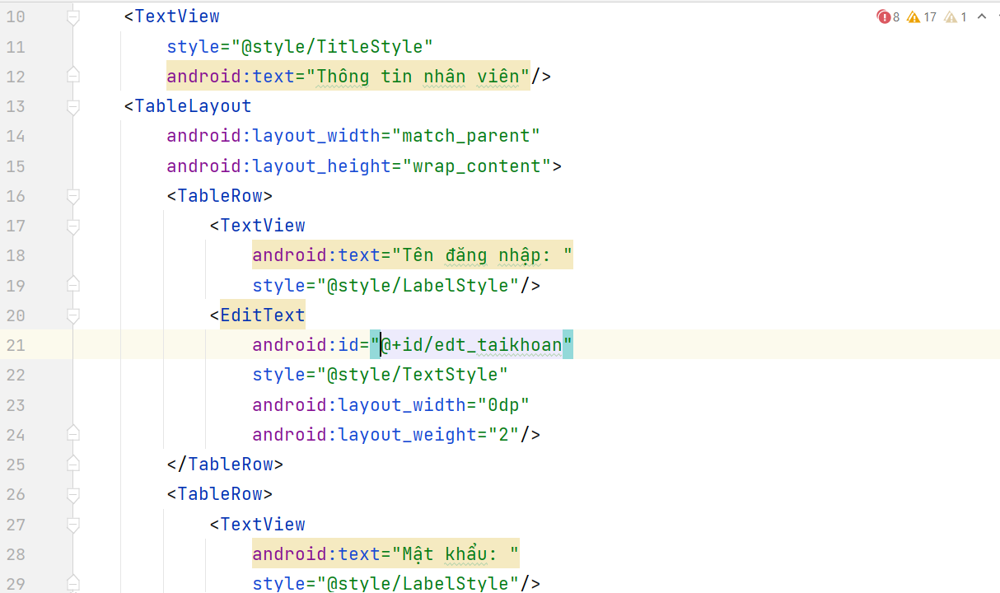 8 17 1
10 <TextView
11 style="@style/TitleStyle"
12 android:text="Thông tin nhân viên"/>
13 <TableLayout
14 android:layout_width="match_parent"
15 android:layout_height="wrap_content">
16 <TableRow>
17 <TextView
18 android:text="Tên đăng nhập: "
19 style="@style/LabelStyle"/>
20 <EditText
21 android:id="@+id/edt_taikhoan"
22 style="@style/TextStyle"
23 android:layout_width="0dp"
24 android:layout_weight="2"/>
25 </TableRow>
26 <TableRow>
27 <TextView
28 android:text="Mật khẩu: "
29 style="@style/LabelStyle"/>